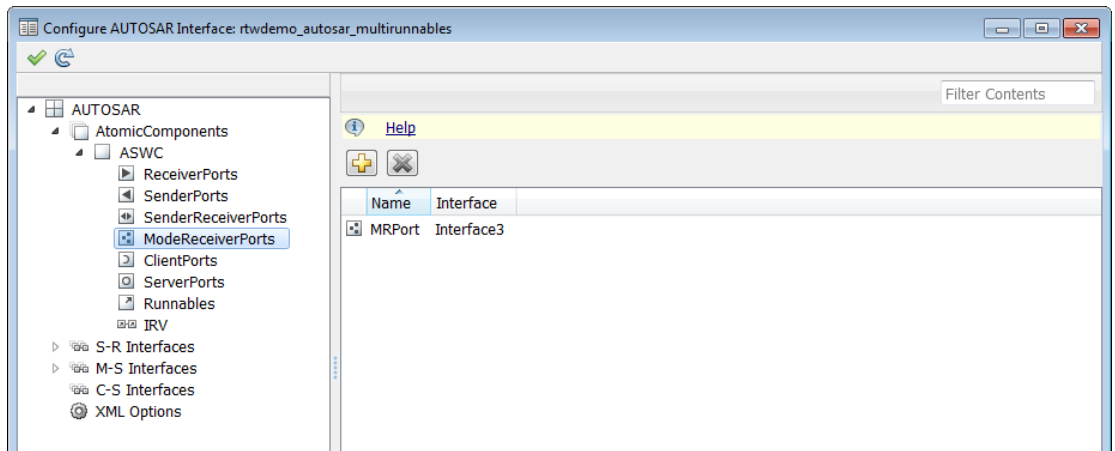 Configure AUTOSAR Interface: rtwdemo_autosar_multirunnables
Filter Contents
AUTOSAR
AtomicComponents
ASWC
ReceiverPorts
SenderPorts
SenderReceiverPorts
ModeReceiverPorts
ClientPorts
ServerPorts
Runnables
IRV
S-R Interfaces
M-S Interfaces
C-S Interfaces
XML Options
Help
Name Interface
MRPort Interface3